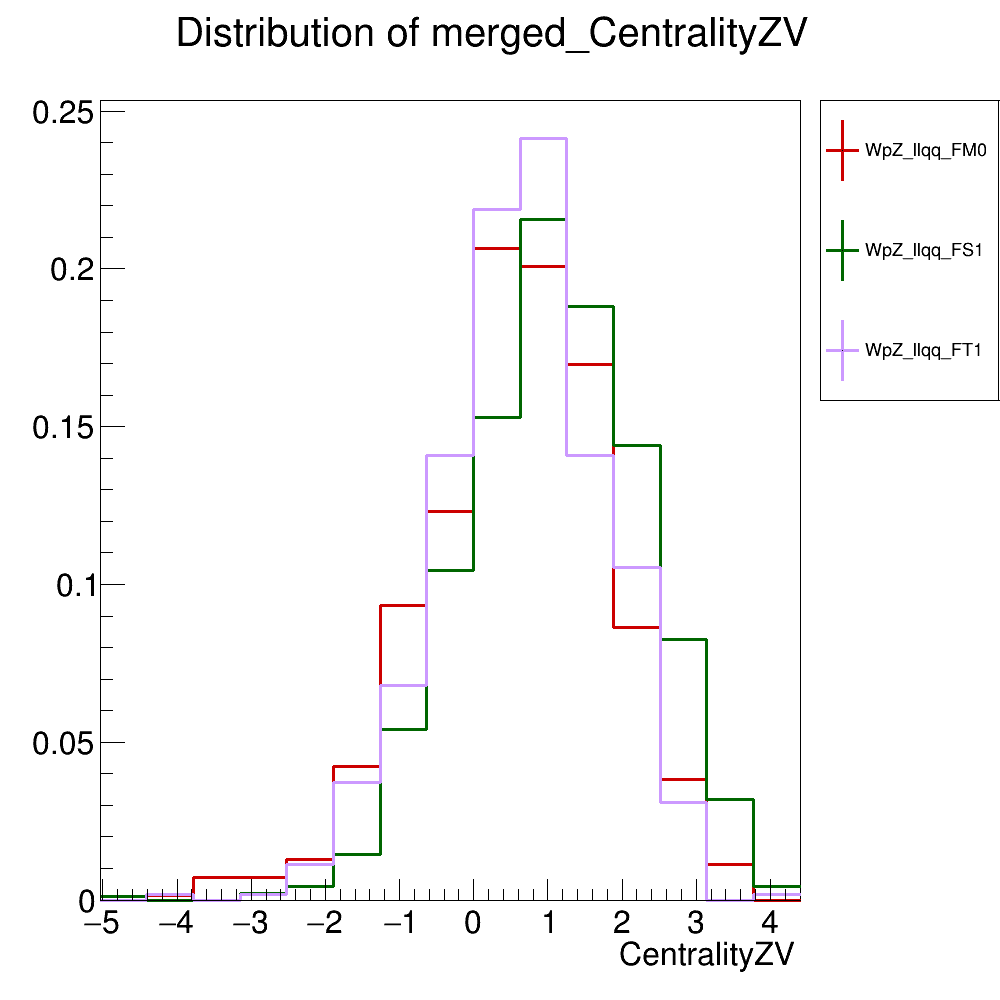 Distribution of merged_CentralityZV
0.25
0.2
0.15
0.1
0.05
0
−5 −4 −3 −2 −1 0 1 2 3 4
CentralityZV
WpZ_llqq_FM0
WpZ_llqq_FS1
WpZ_llqq_FT1